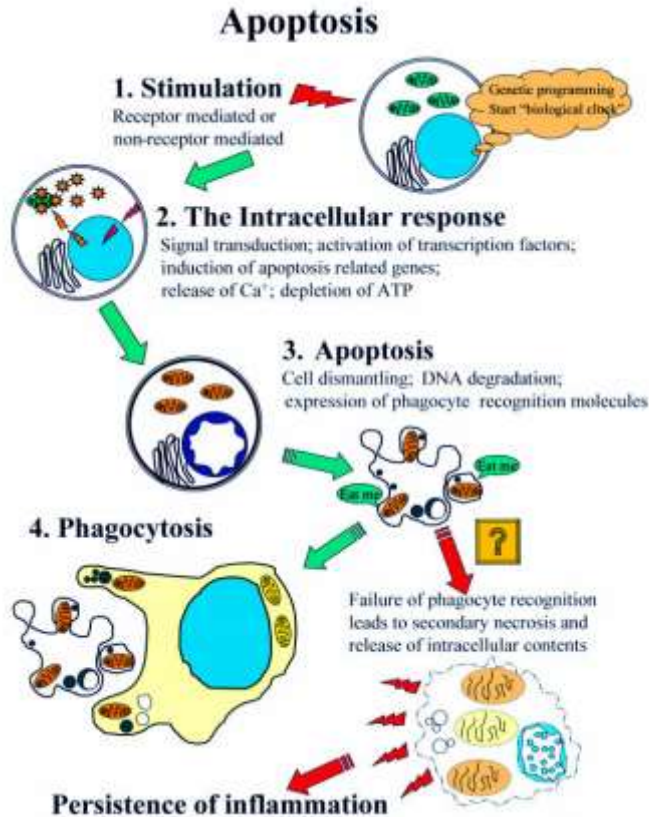 Apoptosis
1. Stimulation
Receptor mediated or
non-receptor mediated
Genetic programming
Start "biological clock"
2. The Intracellular response
Signal transduction; activation of transcription factors;
induction of apoptosis related genes;
release of Ca⁺; depletion of ATP
3. Apoptosis
Cell dismantling; DNA degradation;
expression of phagocyte recognition molecules
Eat me
Eat me
4. Phagocytosis
?
Failure of phagocyte recognition
leads to secondary necrosis and
release of intracellular contents
Persistence of inflammation